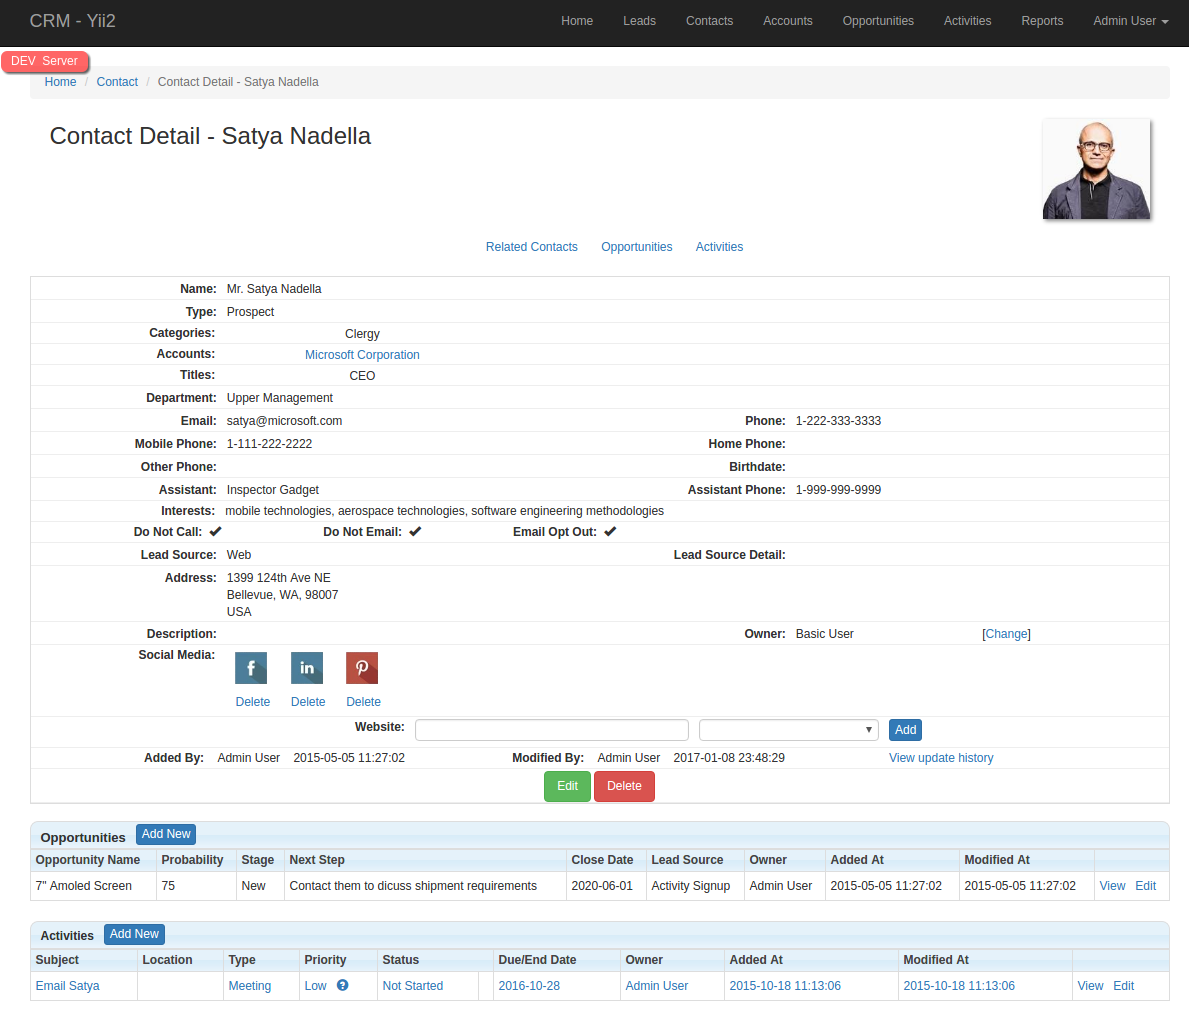 CRM - Yii2 Home Leads Contacts Accounts Opportunities Activities Reports Admin User
DEV Server
Home / Contact / Contact Detail - Satya Nadella
Contact Detail - Satya Nadella
Related Contacts Opportunities Activities
Name: Mr. Satya Nadella
Type: Prospect
Categories: Clergy
Accounts: Microsoft Corporation
Titles: CEO
Department: Upper Management
Email: satya@microsoft.com Phone: 1-222-333-3333
Mobile Phone: 1-111-222-2222 Home Phone:
Other Phone: Birthdate:
Assistant: Inspector Gadget Assistant Phone: 1-999-999-9999
Interests: mobile technologies, aerospace technologies, software engineering methodologies
Do Not Call: ✔ Do Not Email: ✔ Email Opt Out: ✔
Lead Source: Web Lead Source Detail:
Address: 1399 124th Ave NE
Bellevue, WA, 98007
USA
Description: Owner: Basic User [Change]
Social Media: f in p
Delete Delete Delete
Website: Add
Added By: Admin User 2015-05-05 11:27:02 Modified By: Admin User 2017-01-08 23:48:29 View update history
Edit Delete
Opportunities Add New
Opportunity Name Probability Stage Next Step Close Date Lead Source Owner Added At Modified At
7" Amoled Screen 75 New Contact them to dicuss shipment requirements 2020-06-01 Activity Signup Admin User 2015-05-05 11:27:02 2015-05-05 11:27:02 View Edit
Activities Add New
Subject Location Type Priority Status Due/End Date Owner Added At Modified At
Email Satya Meeting Low ? Not Started 2016-10-28 Admin User 2015-10-18 11:13:06 2015-10-18 11:13:06 View Edit